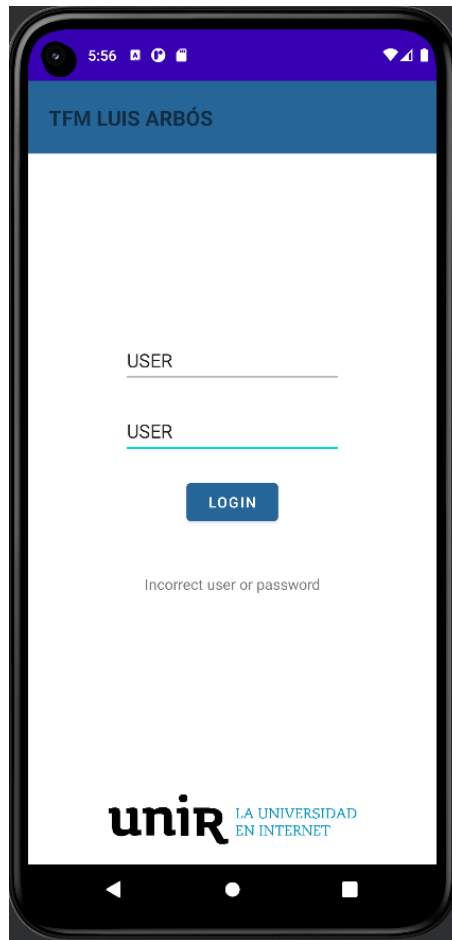 5:56
TFM LUIS ARBÓS
USER
USER
LOGIN
Incorrect user or password
unir LA UNIVERSIDAD
EN INTERNET